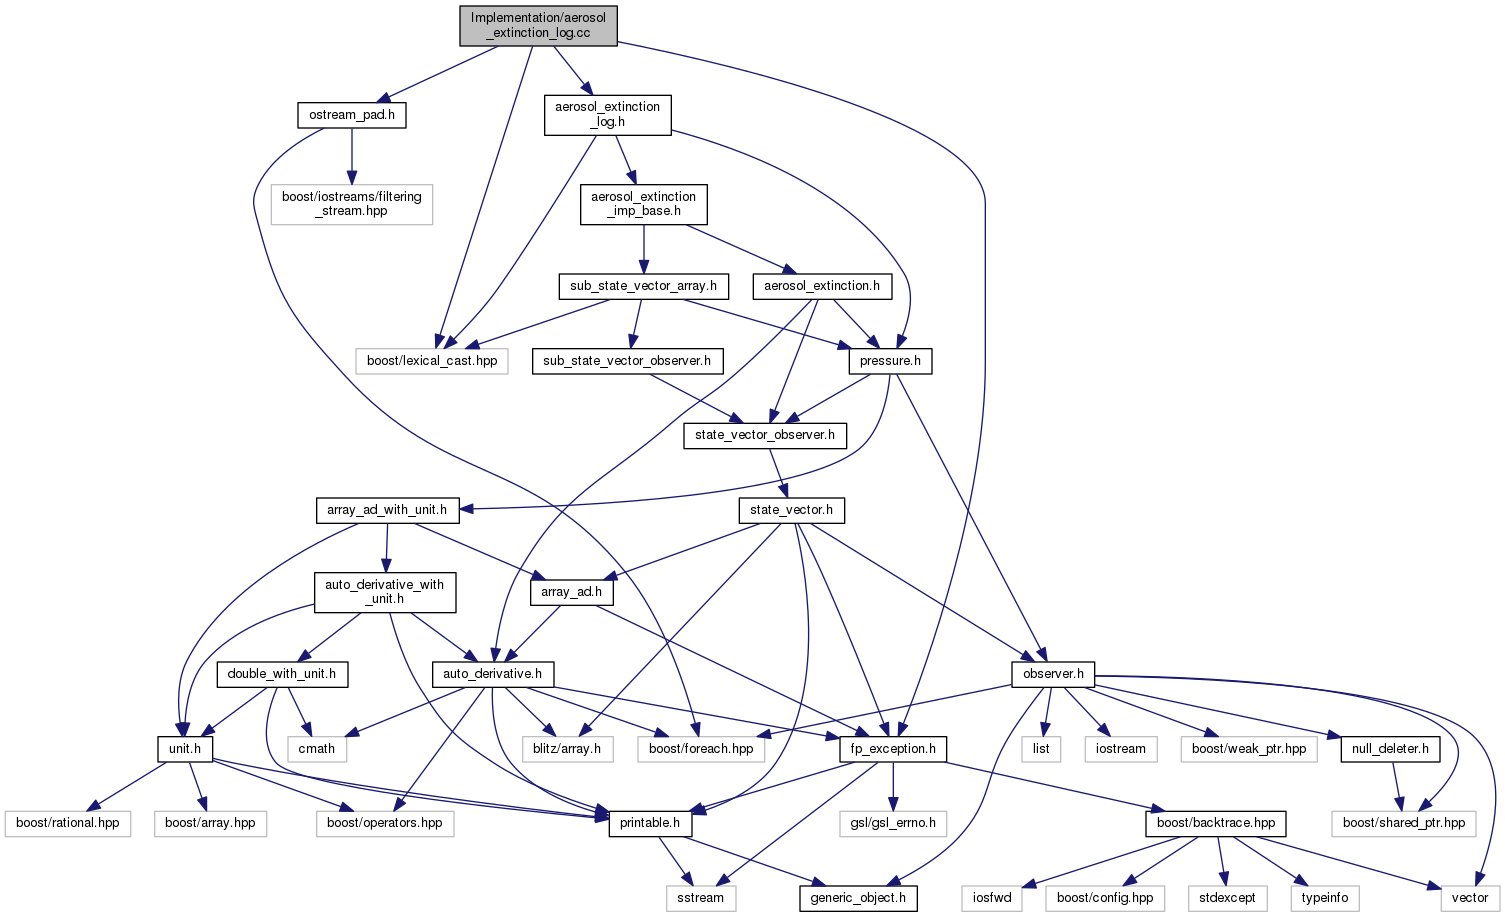 Implementation/aerosol
_extinction_log.cc
ostream_pad.h
aerosol_extinction
_log.h
boost/iostreams/filtering
_stream.hpp
aerosol_extinction
_imp_base.h
sub_state_vector_array.h
aerosol_extinction.h
boost/lexical_cast.hpp
sub_state_vector_observer.h
pressure.h
state_vector_observer.h
array_ad_with_unit.h
state_vector.h
auto_derivative_with
_unit.h
array_ad.h
double_with_unit.h
auto_derivative.h
observer.h
unit.h
cmath
blitz/array.h
boost/foreach.hpp
fp_exception.h
list
iostream
boost/weak_ptr.hpp
null_deleter.h
boost/rational.hpp
boost/array.hpp
boost/operators.hpp
printable.h
gsl/gsl_errno.h
boost/backtrace.hpp
boost/shared_ptr.hpp
sstream
generic_object.h
iosfwd
boost/config.hpp
stdexcept
typeinfo
vector